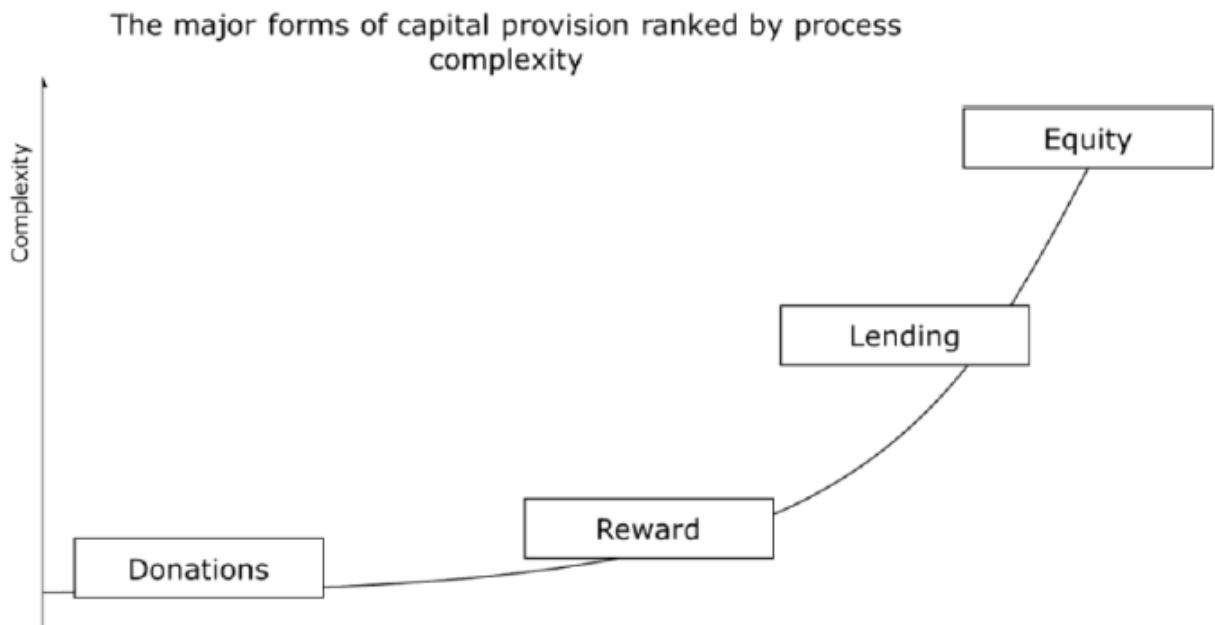 The major forms of capital provision ranked by process
complexity
Complexity
Equity
Lending
Reward
Donations